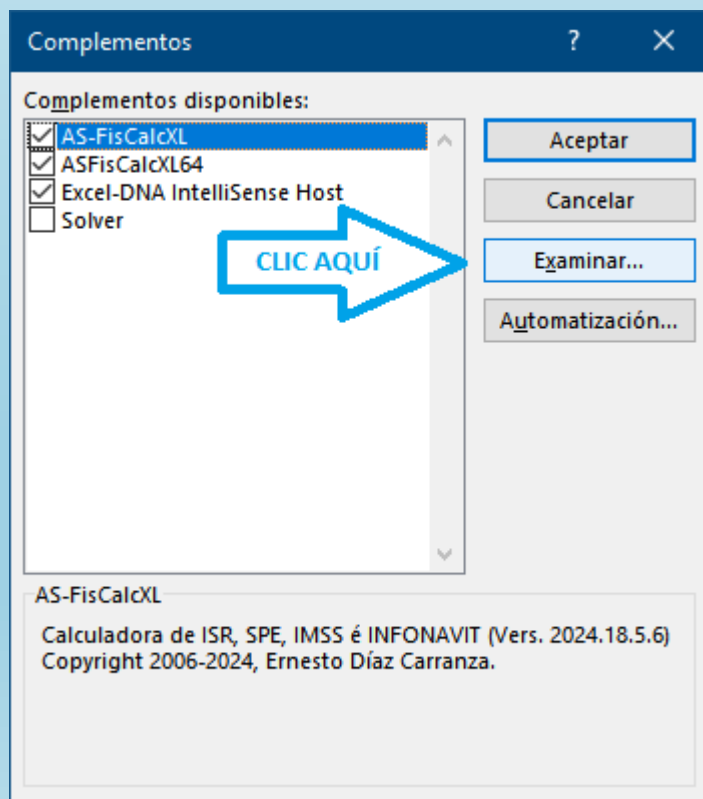 Complementos
?
Complementos disponibles:
AS-FisCalcXL
ASFisCalcXL64
Excel-DNA IntelliSense Host
Solver
Aceptar
Cancelar
CLIC AQUÍ
Examinar...
Automatización...
AS-FisCalcXL
Calculadora de ISR, SPE, IMSS é INFONAVIT (Vers. 2024.18.5.6)
Copyright 2006-2024, Ernesto Díaz Carranza.